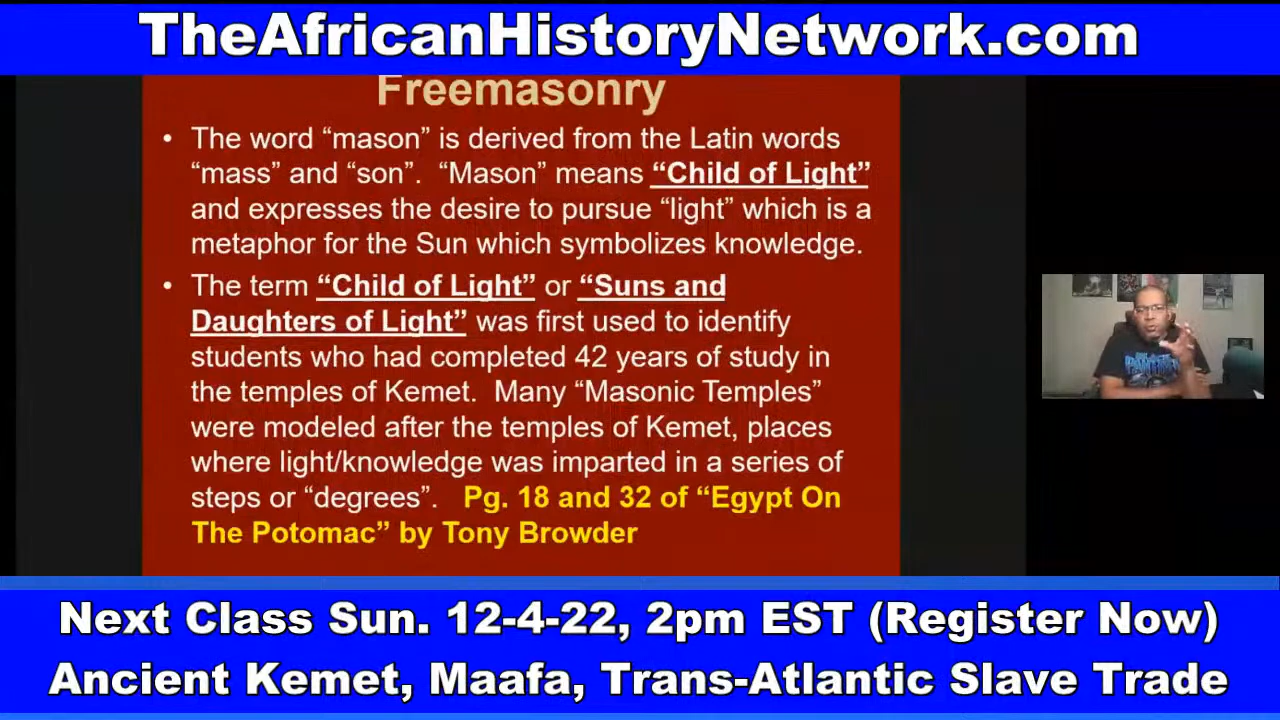 TheAfricanHistoryNetwork.com
Freemasonry
• The word “mason” is derived from the Latin words
“mass” and “son”. “Mason” means “Child of Light”
and expresses the desire to pursue “light” which is a
metaphor for the Sun which symbolizes knowledge.
• The term “Child of Light” or “Suns and
Daughters of Light” was first used to identify
students who had completed 42 years of study in
the temples of Kemet. Many “Masonic Temples”
were modeled after the temples of Kemet, places
where light/knowledge was imparted in a series of
steps or “degrees”. Pg. 18 and 32 of “Egypt On
The Potomac” by Tony Browder
Next Class Sun. 12-4-22, 2pm EST (Register Now)
Ancient Kemet, Maafa, Trans-Atlantic Slave Trade